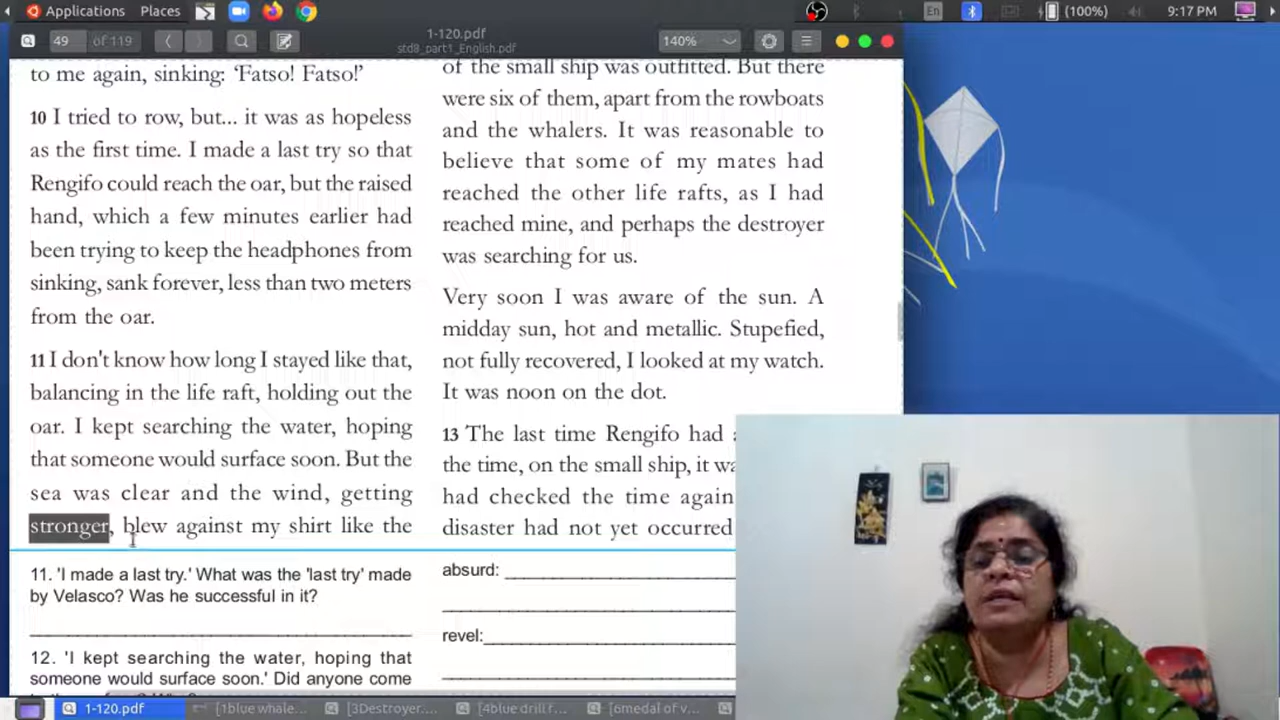 Applications Places En (100%) 9:17 PM
49 of 119 1-120.pdf 140%
std8_part1_English.pdf
to me again, sinking: 'Fatso! Fatso!'
10 I tried to row, but... it was as hopeless
as the first time. I made a last try so that
Rengifo could reach the oar, but the raised
hand, which a few minutes earlier had
been trying to keep the headphones from
sinking, sank forever, less than two meters
from the oar.
11 I don't know how long I stayed like that,
balancing in the life raft, holding out the
oar. I kept searching the water, hoping
that someone would surface soon. But the
sea was clear and the wind, getting
stronger, blew against my shirt like the
11. 'I made a last try.' What was the 'last try' made
by Velasco? Was he successful in it?
12. 'I kept searching the water, hoping that
someone would surface soon.' Did anyone come
of the small ship was outfitted. But there
were six of them, apart from the rowboats
and the whalers. It was reasonable to
believe that some of my mates had
reached the other life rafts, as I had
reached mine, and perhaps the destroyer
was searching for us.
Very soon I was aware of the sun. A
midday sun, hot and metallic. Stupefied,
not fully recovered, I looked at my watch.
It was noon on the dot.
13 The last time Rengifo had
the time, on the small ship, it
had checked the time again
disaster had not yet occurred
absurd:
revel:
1-120.pdf [1blue whale... [3Destroyer.... [4blue drill f... [6medal of v...